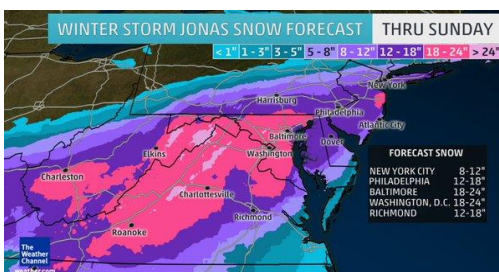 WINTER STORM JONAS SNOW FORECAST
THRU SUNDAY
< 1" 1 - 3" 3 - 5" 5 - 8" 8 - 12" 12 - 18" 18 - 24" > 24"
New York
Harrisburg
Philadelphia
Atlantic City
Baltimore
Dover
Elkins
Washington
Charleston
Charlottesville
Richmond
Roanoke
FORECAST SNOW
NEW YORK CITY 8-12"
PHILADELPHIA 12-18"
BALTIMORE 18-24"
WASHINGTON, D.C. 18-24"
RICHMOND 12-18"
The
Weather
Channel
weather.com